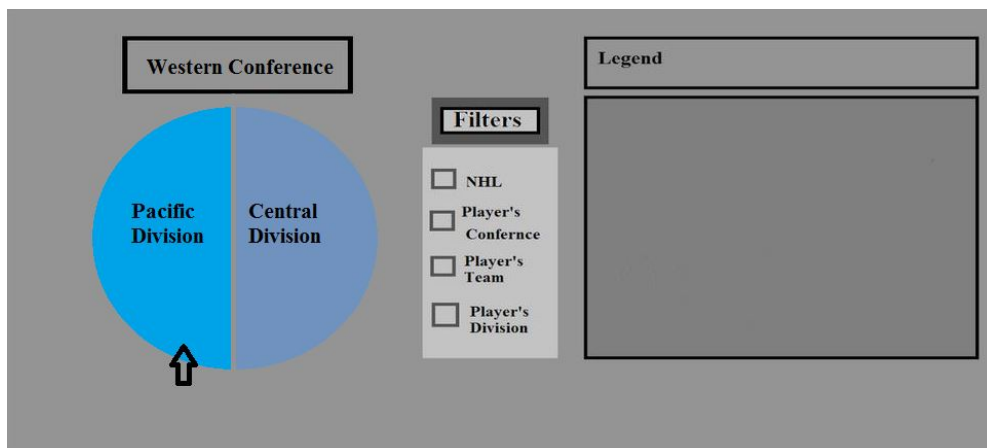 Western Conference
Pacific
Division
Central
Division
Filters
NHL
Player's
Confernce
Player's
Team
Player's
Division
Legend